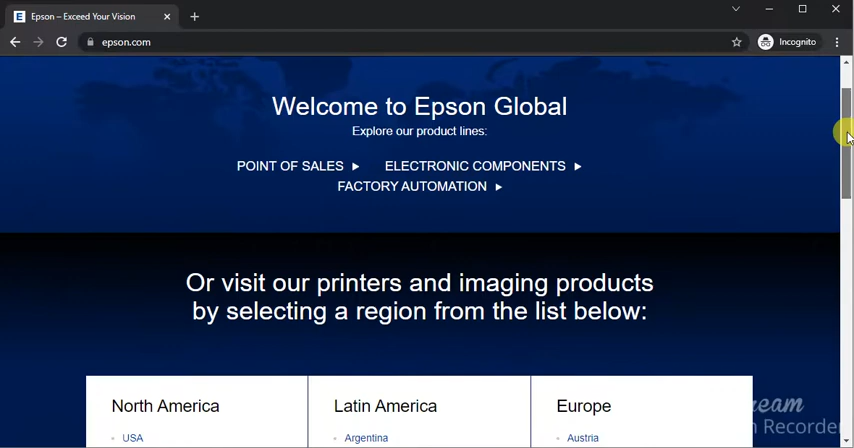 Epson – Exceed Your Vision
epson.com
Incognito
Welcome to Epson Global
Explore our product lines:
POINT OF SALES
ELECTRONIC COMPONENTS
FACTORY AUTOMATION
Or visit our printers and imaging products
by selecting a region from the list below:
North America
Latin America
Europe
USA
Argentina
Austria
Recorder